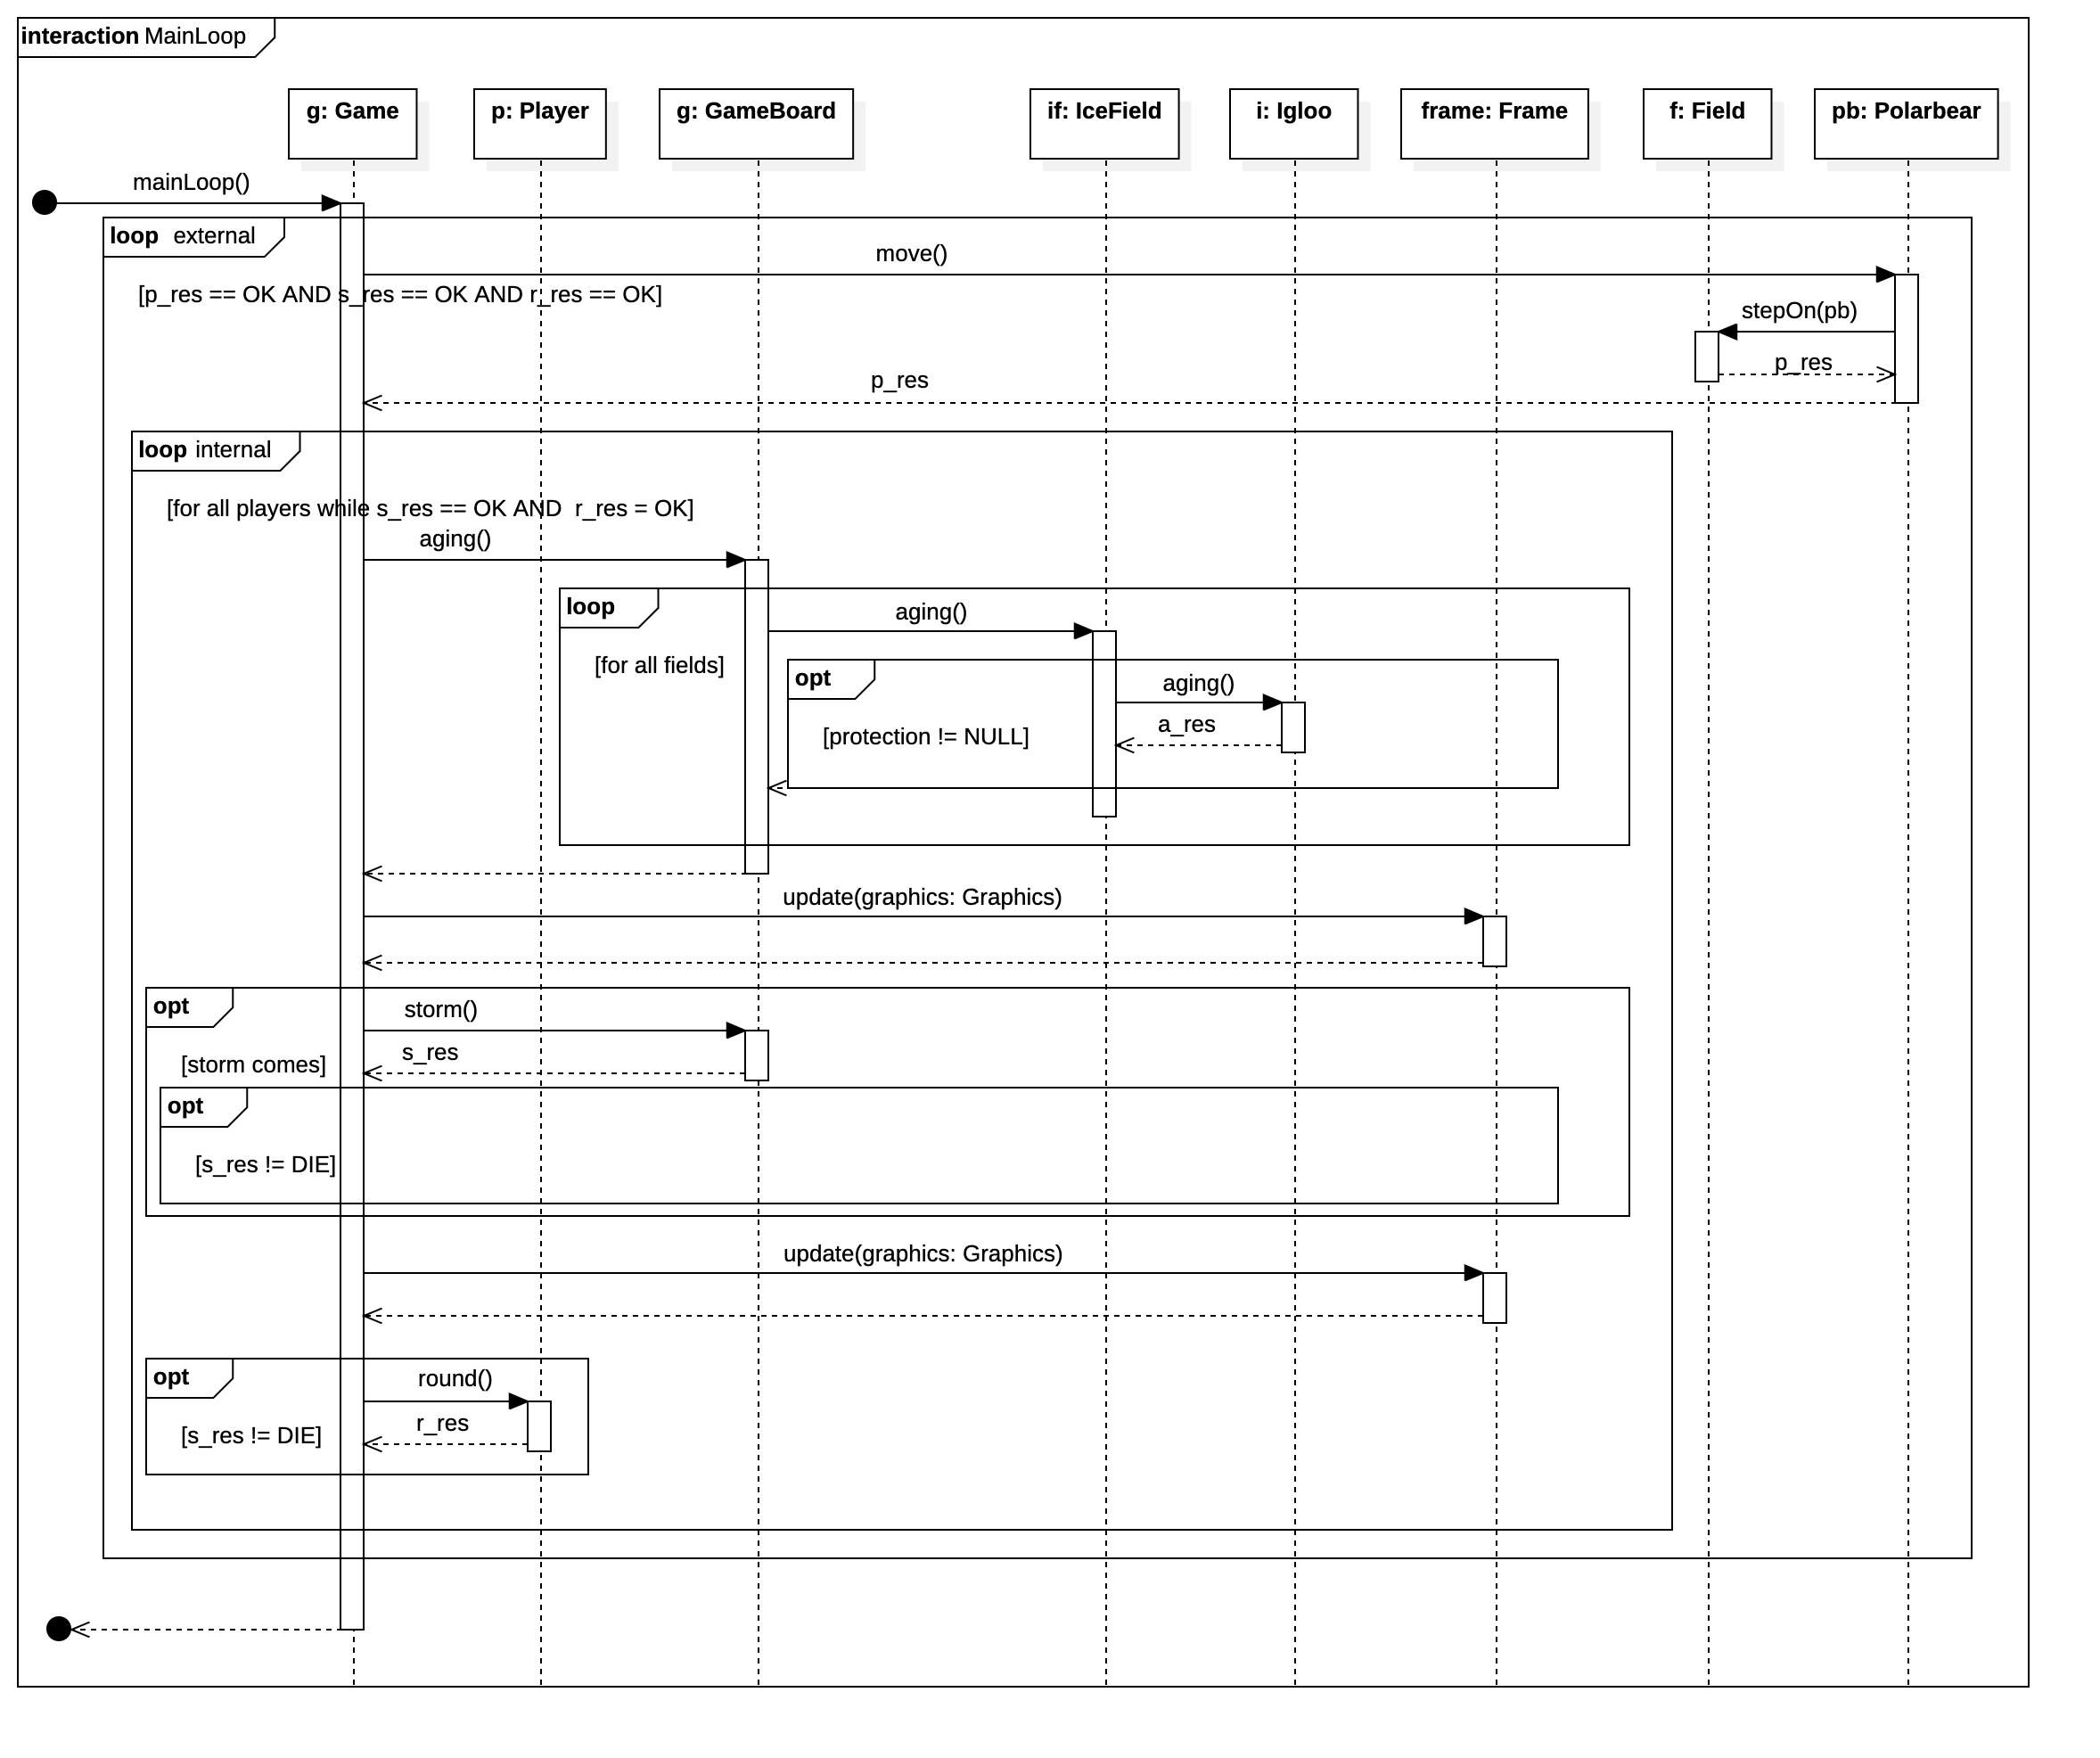 interaction MainLoop
g: Game
p: Player
g: GameBoard
if: IceField
i: Igloo
frame: Frame
f: Field
pb: Polarbear
mainLoop()
loop external
move()
[p_res == OK AND s_res == OK AND r_res == OK]
stepOn(pb)
p_res
p_res
loop internal
[for all players while s_res == OK AND  r_res = OK]
aging()
loop
aging()
[for all fields]
opt
aging()
a_res
[protection != NULL]
update(graphics: Graphics)
opt
storm()
s_res
[storm comes]
opt
[s_res != DIE]
update(graphics: Graphics)
opt
round()
r_res
[s_res != DIE]